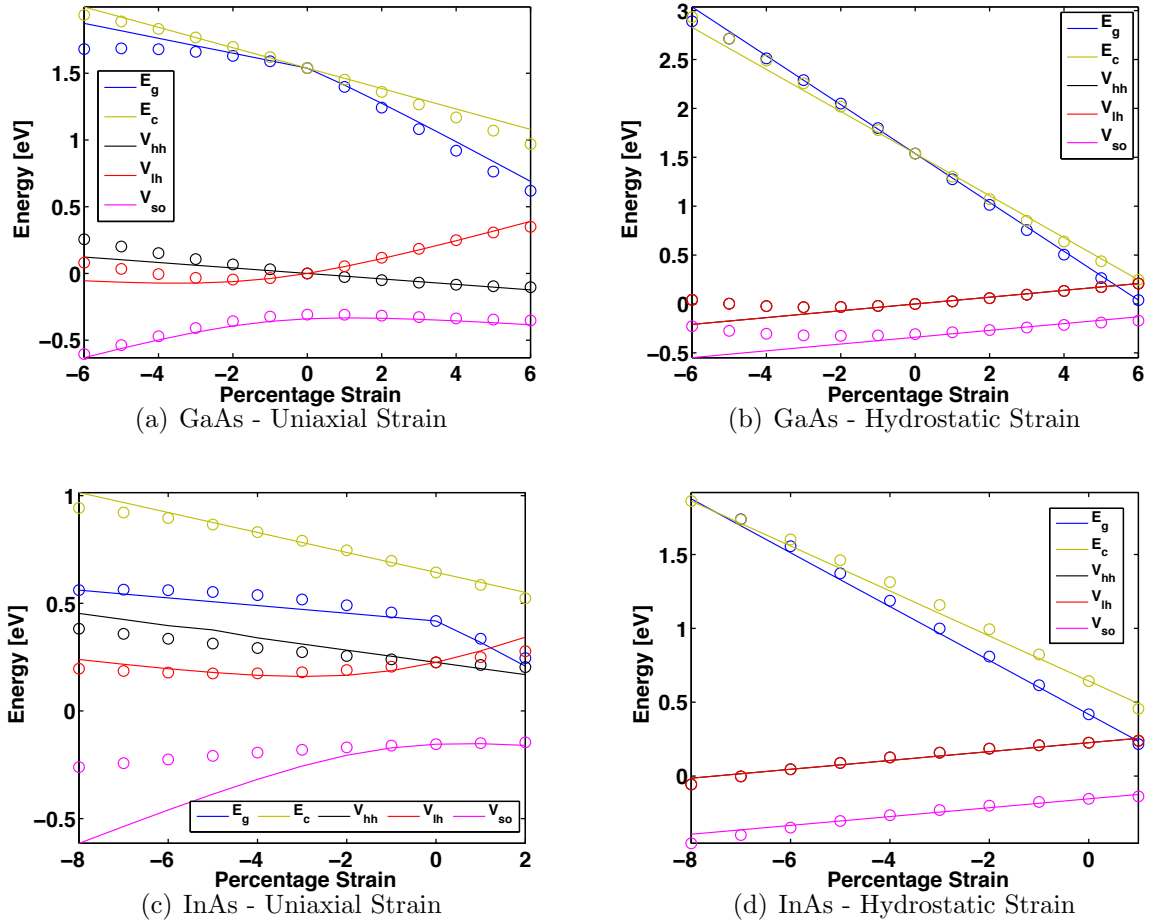 2
1.5
1
0.5
0
−0.5
Energy [eV]
E_g
E_c
V_hh
V_lh
V_so
−6 −4 −2 0 2 4 6
Percentage Strain
(a) GaAs - Uniaxial Strain
3
2.5
2
1.5
1
0.5
0
−0.5
Energy [eV]
E_g
E_c
V_hh
V_lh
V_so
−6 −4 −2 0 2 4 6
Percentage Strain
(b) GaAs - Hydrostatic Strain
1
0.5
0
−0.5
Energy [eV]
E_g E_c V_hh V_lh V_so
−8 −6 −4 −2 0 2
Percentage Strain
(c) InAs - Uniaxial Strain
1.5
1
0.5
0
Energy [eV]
E_g
E_c
V_hh
V_lh
V_so
−8 −6 −4 −2 0
Percentage Strain
(d) InAs - Hydrostatic Strain